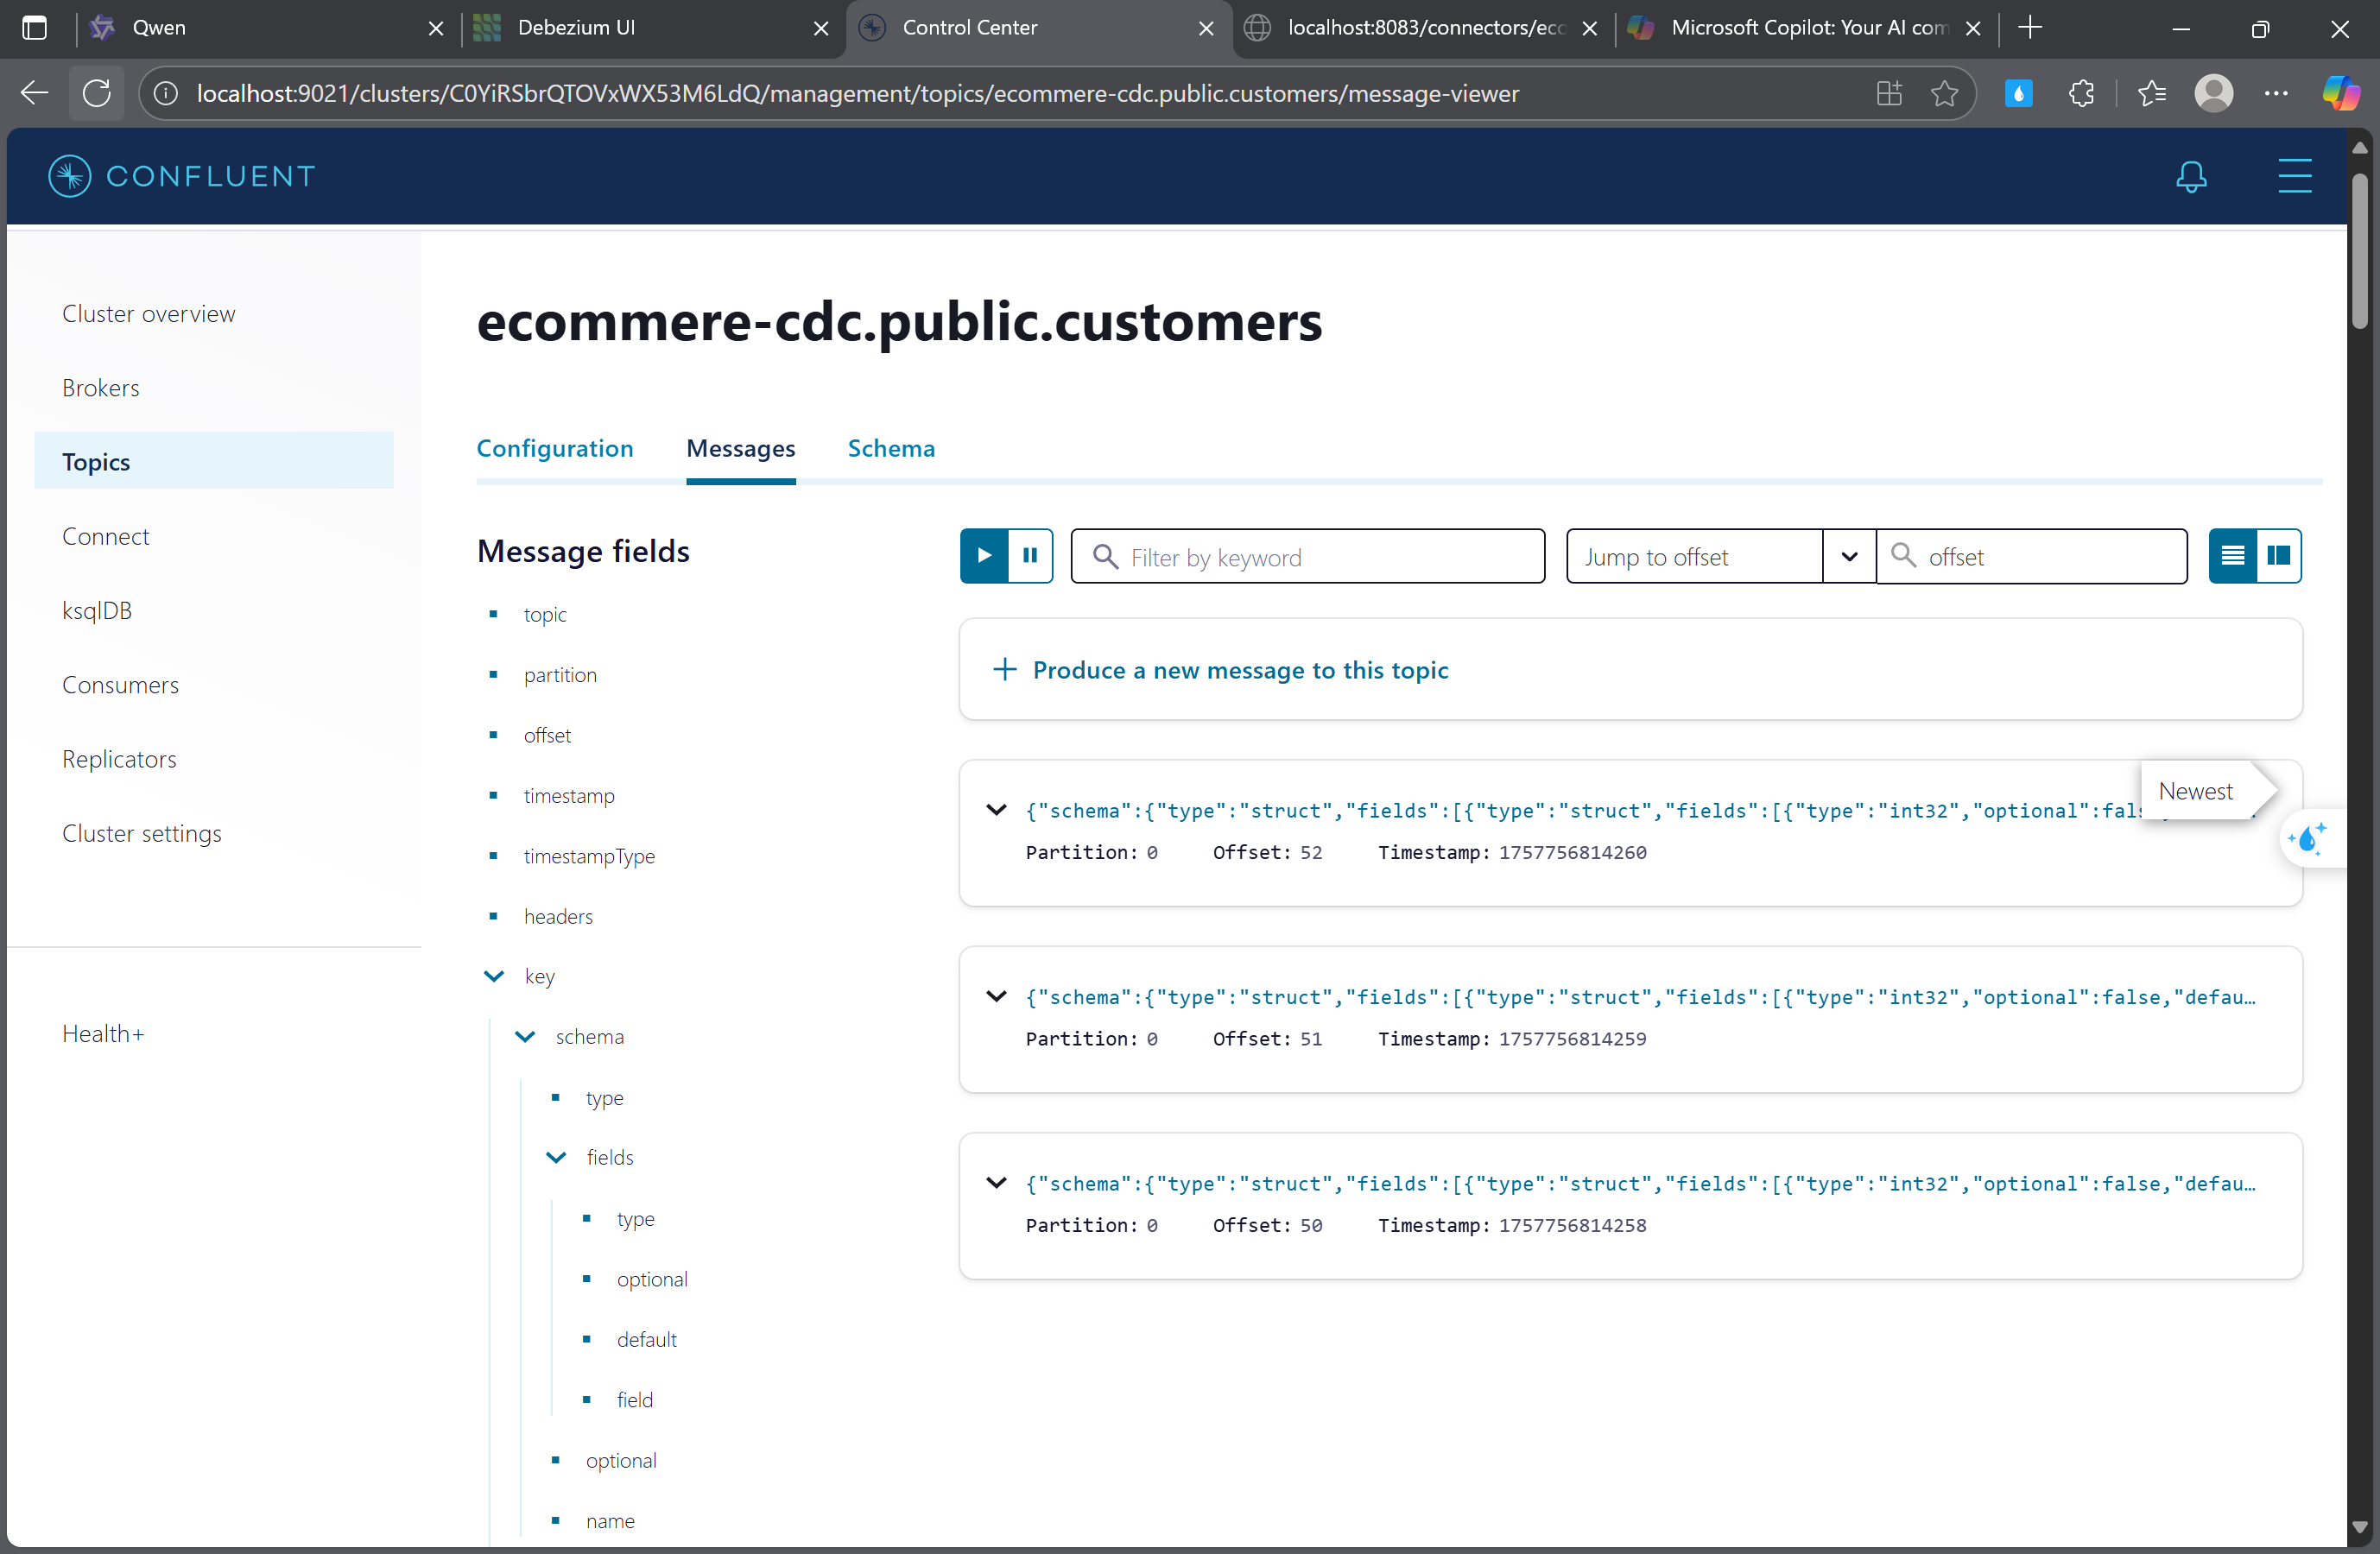 Qwen
Debezium UI
Control Center
localhost:8083/connectors/eco
Microsoft Copilot: Your AI com
localhost:9021/clusters/C0YiRSbrQTOVxWX53M6LdQ/management/topics/ecommere-cdc.public.customers/message-viewer
CONFLUENT
Cluster overview
Brokers
Topics
Connect
ksqlDB
Consumers
Replicators
Cluster settings
Health+
ecommere-cdc.public.customers
Configuration
Messages
Schema
Message fields
topic
partition
offset
timestamp
timestampType
headers
key
schema
type
fields
type
optional
default
field
optional
name
Filter by keyword
Jump to offset
offset
Produce a new message to this topic
Newest
{"schema":{"type":"struct","fields":[{"type":"struct","fields":[{"type":"int32","optional":fal
Partition: 0 Offset: 52 Timestamp: 1757756814260
{"schema":{"type":"struct","fields":[{"type":"struct","fields":[{"type":"int32","optional":false,"defau…
Partition: 0 Offset: 51 Timestamp: 1757756814259
{"schema":{"type":"struct","fields":[{"type":"struct","fields":[{"type":"int32","optional":false,"defau…
Partition: 0 Offset: 50 Timestamp: 1757756814258